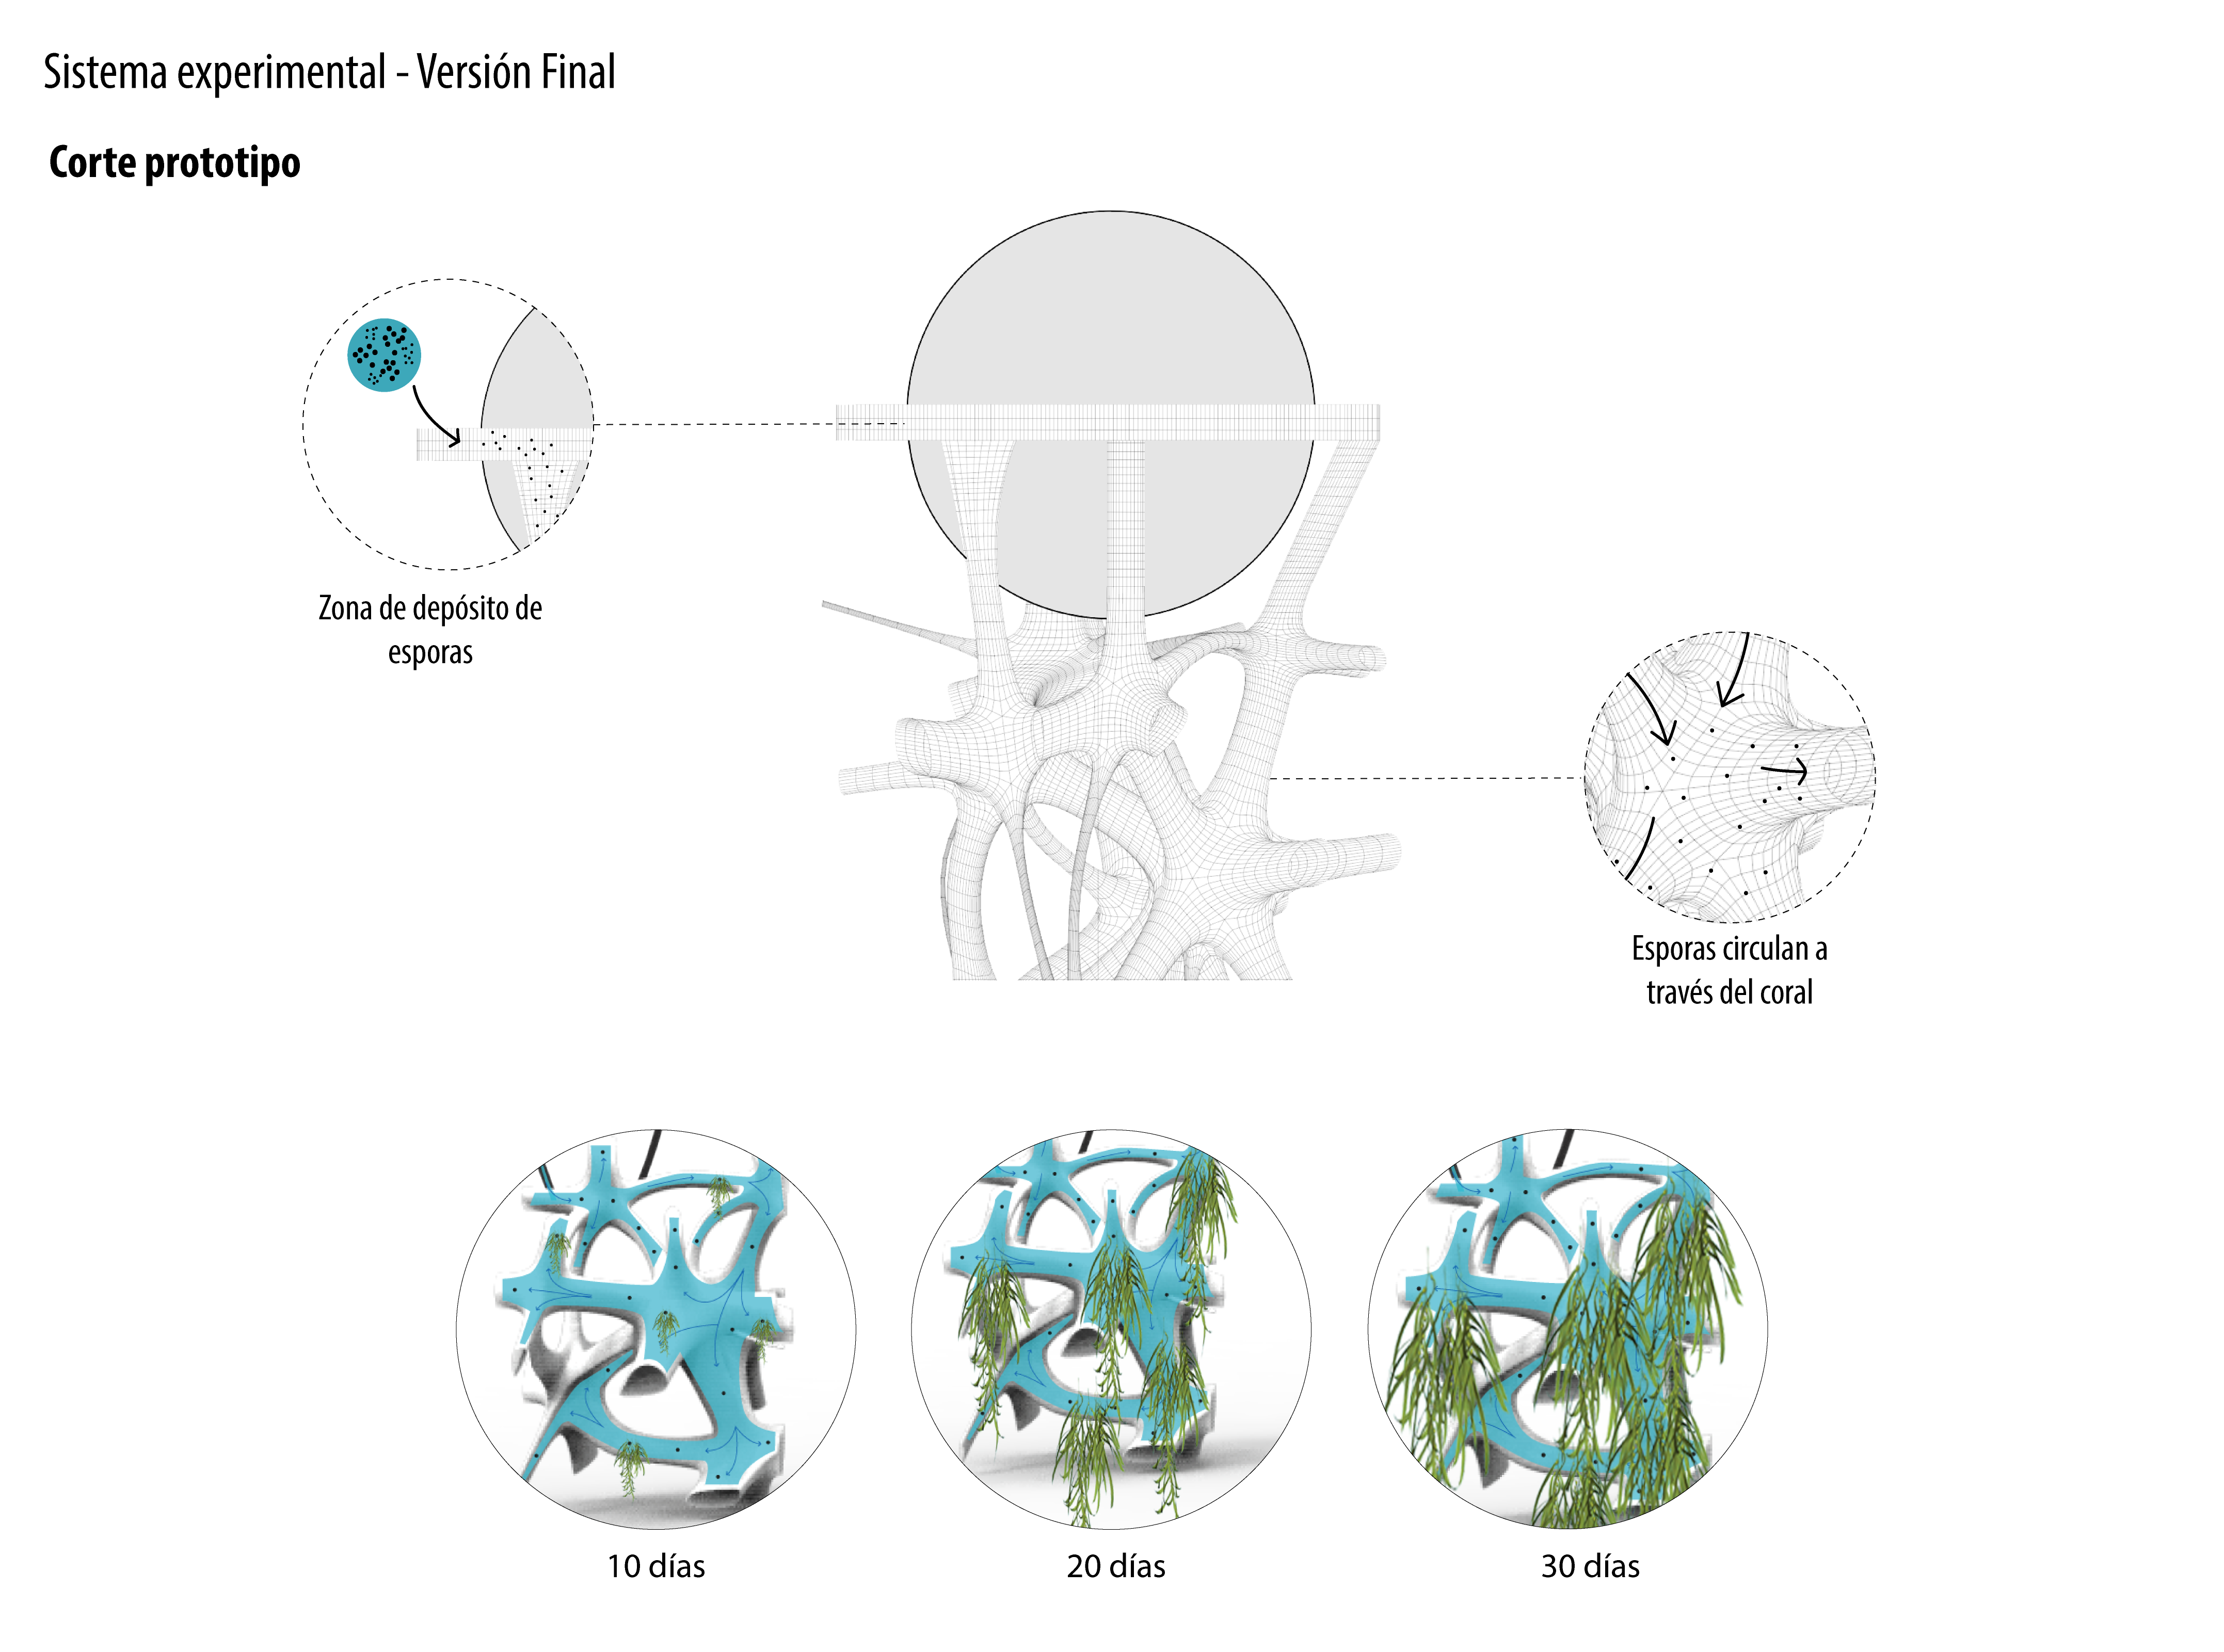 Sistema experimental - Versión Final
Corte prototipo
Zona de depósito de
esporas
Esporas circulan a
través del coral
10 días
20 días
30 días